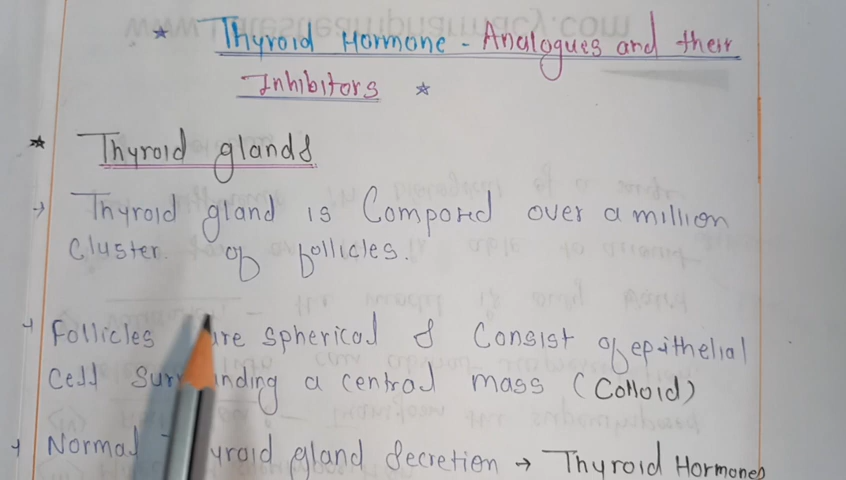 * Thyroid Hormone - Analogues and their
Inhibitors *
* Thyroid glands
→ Thyroid gland is Compored over a million
Cluster of follicles.
→ Follicles are spherical & Consist of epithelial
Cell Surrounding a central mass (Colloid)
→ Normal Thyroid gland Secretion → Thyroid Hormones